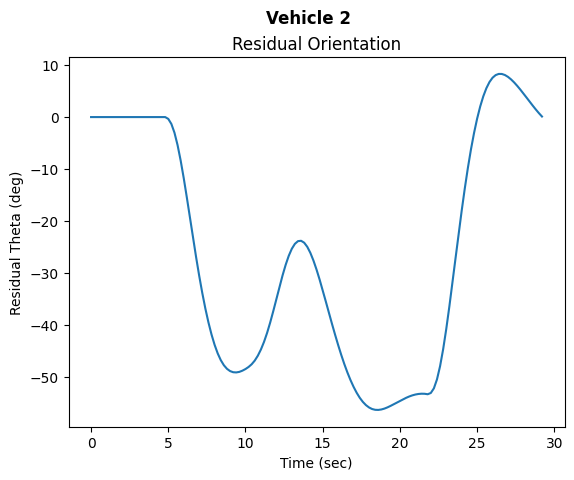 Vehicle 2
Residual Orientation
10
0
−10
−20
−30
−40
−50
Residual Theta (deg)
0 5 10 15 20 25 30
Time (sec)